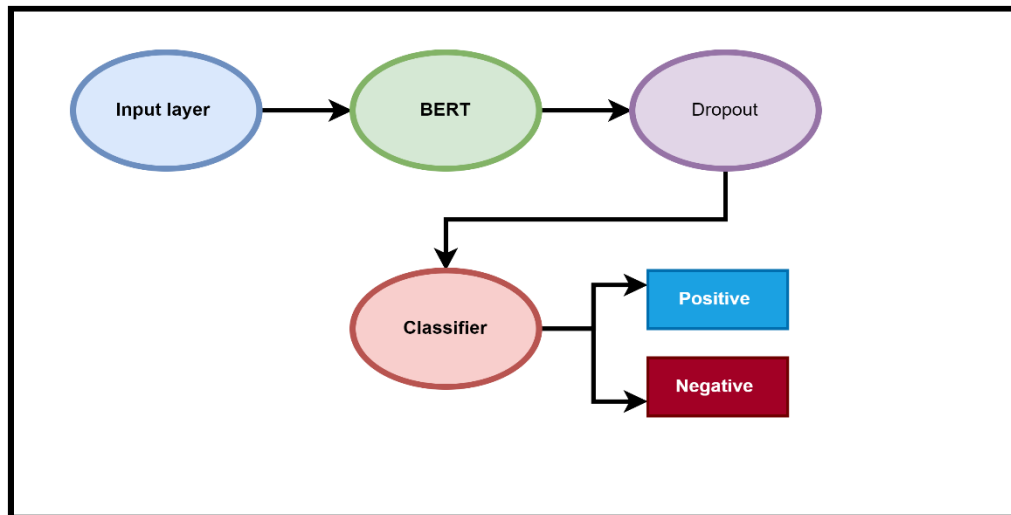 Input layer
BERT
Dropout
Classifier
Positive
Negative